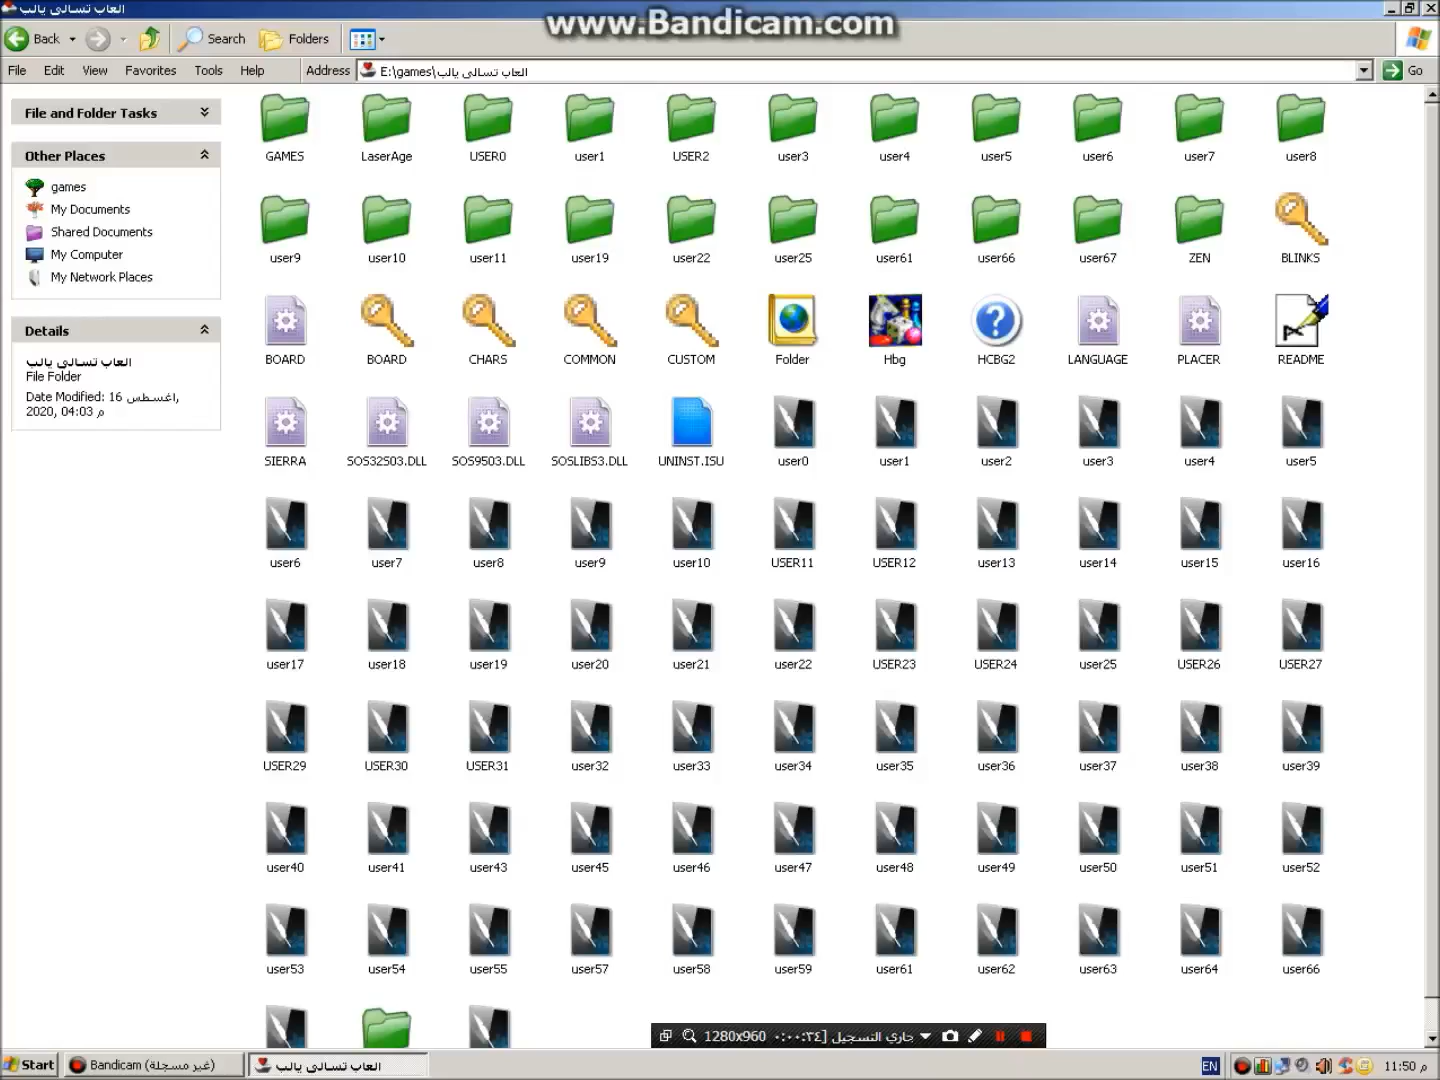 العاب تسالى يالب
www.Bandicam.com
Back Search Folders
File Edit View Favorites Tools Help Address E:\games\العاب تسالى يالب Go
File and Folder Tasks
Other Places
games
My Documents
Shared Documents
My Computer
My Network Places
Details
العاب تسالى يالب
File Folder
Date Modified: 16 اغسطس,
2020, 04:03 م
GAMES LaserAge USER0 user1 USER2 user3 user4 user5 user6 user7 user8
user9 user10 user11 user19 user22 user25 user61 user66 user67 ZEN BLINKS
BOARD BOARD CHARS COMMON CUSTOM Folder Hbg HCBG2 LANGUAGE PLACER README
SIERRA SOS32S03.DLL SOS9503.DLL SOSLIBS3.DLL UNINST.ISU user0 user1 user2 user3 user4 user5
user6 user7 user8 user9 user10 USER11 USER12 user13 user14 user15 user16
user17 user18 user19 user20 user21 user22 USER23 USER24 user25 USER26 USER27
USER29 USER30 USER31 user32 user33 user34 user35 user36 user37 user38 user39
user40 user41 user43 user45 user46 user47 user48 user49 user50 user51 user52
user53 user54 user55 user57 user58 user59 user61 user62 user63 user64 user66
1280x960 جاري التسجيل [٠:٠٠:٣٤
Start Bandicam (غير مسجلة) العاب تسالى يالب EN 11:50 م